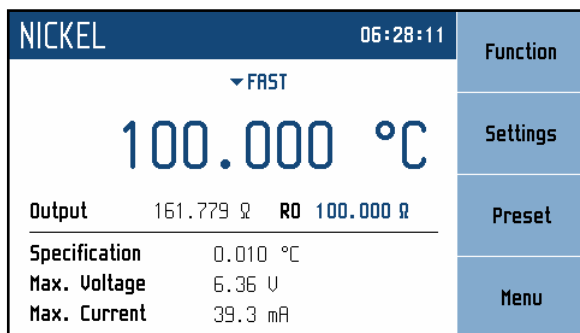 NICKEL 06:28:11
Function
FAST
100.000 °C
Settings
Output 161.779 Ω R0 100.000 Ω
Preset
Specification 0.010 °C
Max. Voltage 6.36 V
Menu
Max. Current 39.3 mA